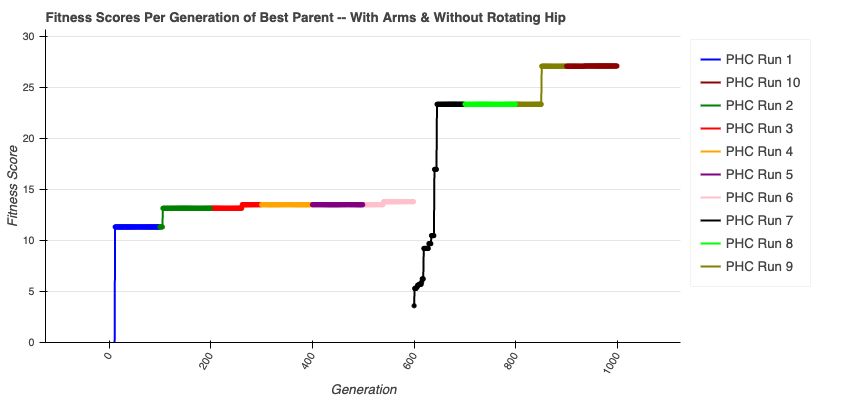 Fitness Scores Per Generation of Best Parent -- With Arms & Without Rotating Hip
Fitness Score
30
25
20
15
10
5
0
0
200
400
600
800
1000
Generation
PHC Run 1
PHC Run 10
PHC Run 2
PHC Run 3
PHC Run 4
PHC Run 5
PHC Run 6
PHC Run 7
PHC Run 8
PHC Run 9